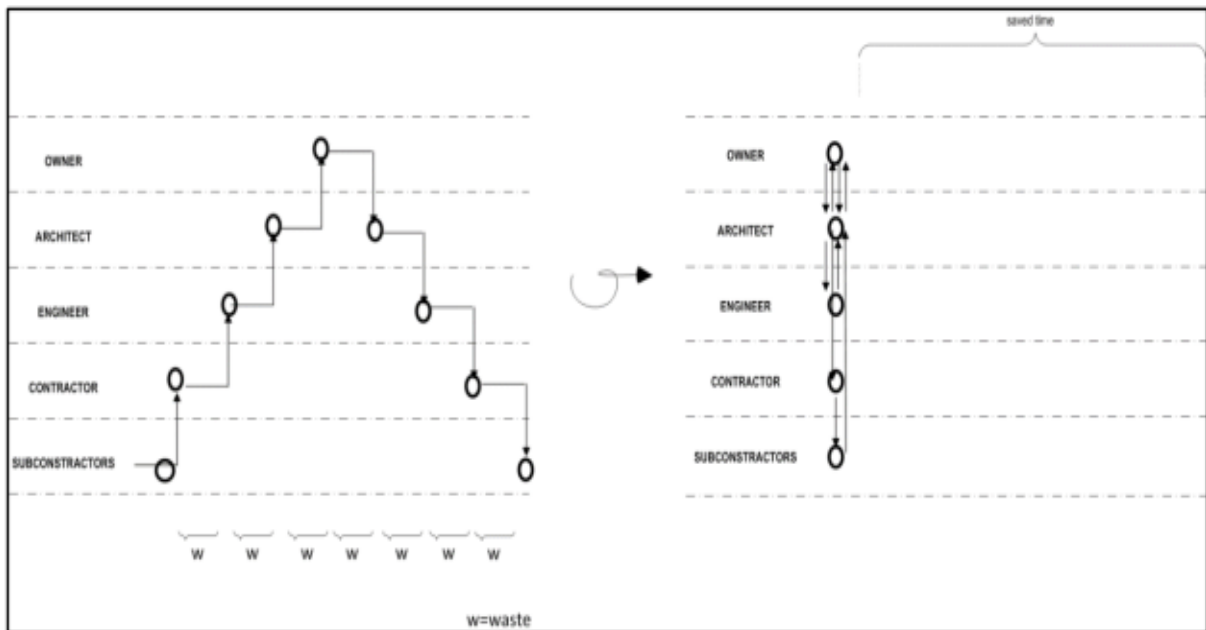 saved time
OWNER
ARCHITECT
ENGINEER
CONTRACTOR
SUBCONSTRACTORS
W W W W W W W
w=waste
OWNER
ARCHITECT
ENGINEER
CONTRACTOR
SUBCONSTRACTORS